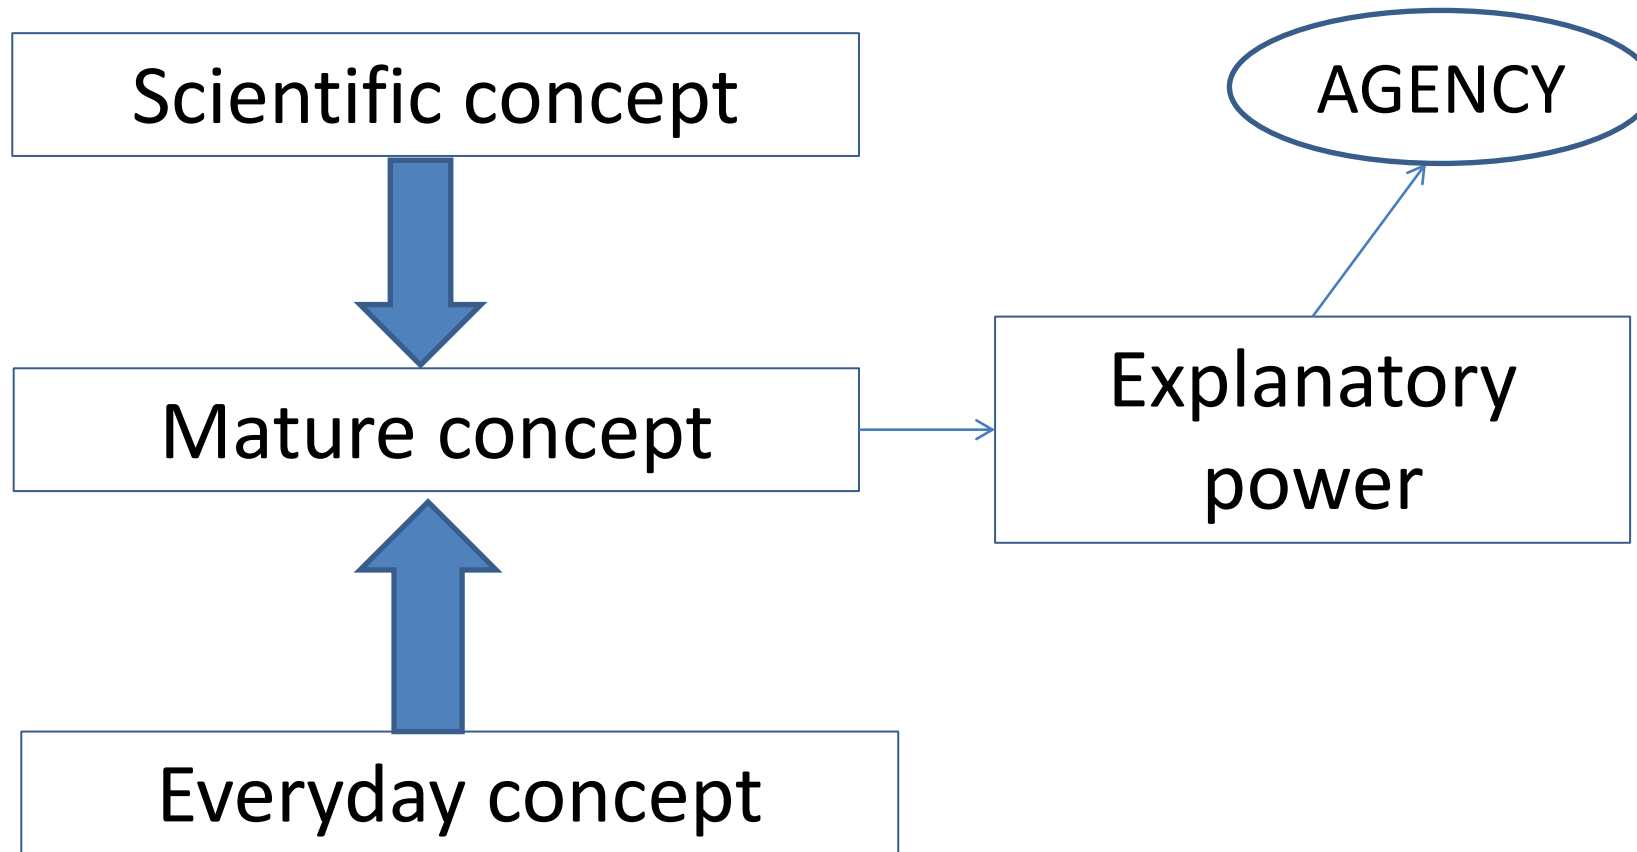 Scientific concept
AGENCY
Mature concept
Explanatory
power
Everyday concept